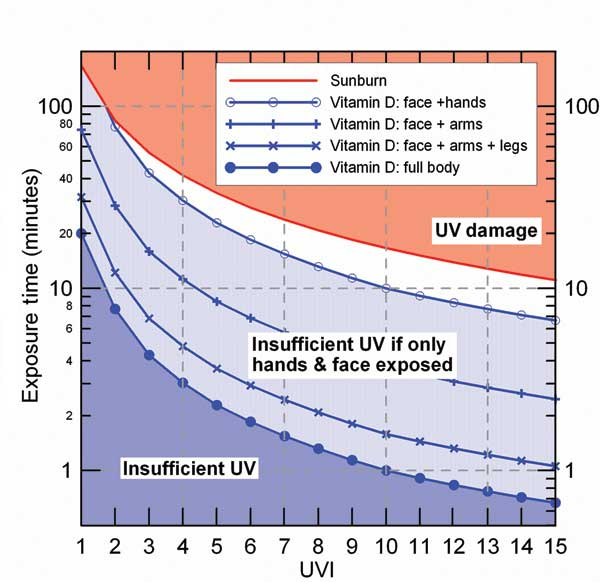 Sunburn
Vitamin D: face +hands
Vitamin D: face + arms
Vitamin D: face + arms + legs
Vitamin D: full body
UV damage
Insufficient UV if only
hands & face exposed
Insufficient UV
Exposure time (minutes)
100
80
60
40
20
10
8
6
4
2
1
100
10
1
1 2 3 4 5 6 7 8 9 10 11 12 13 14 15
UVI